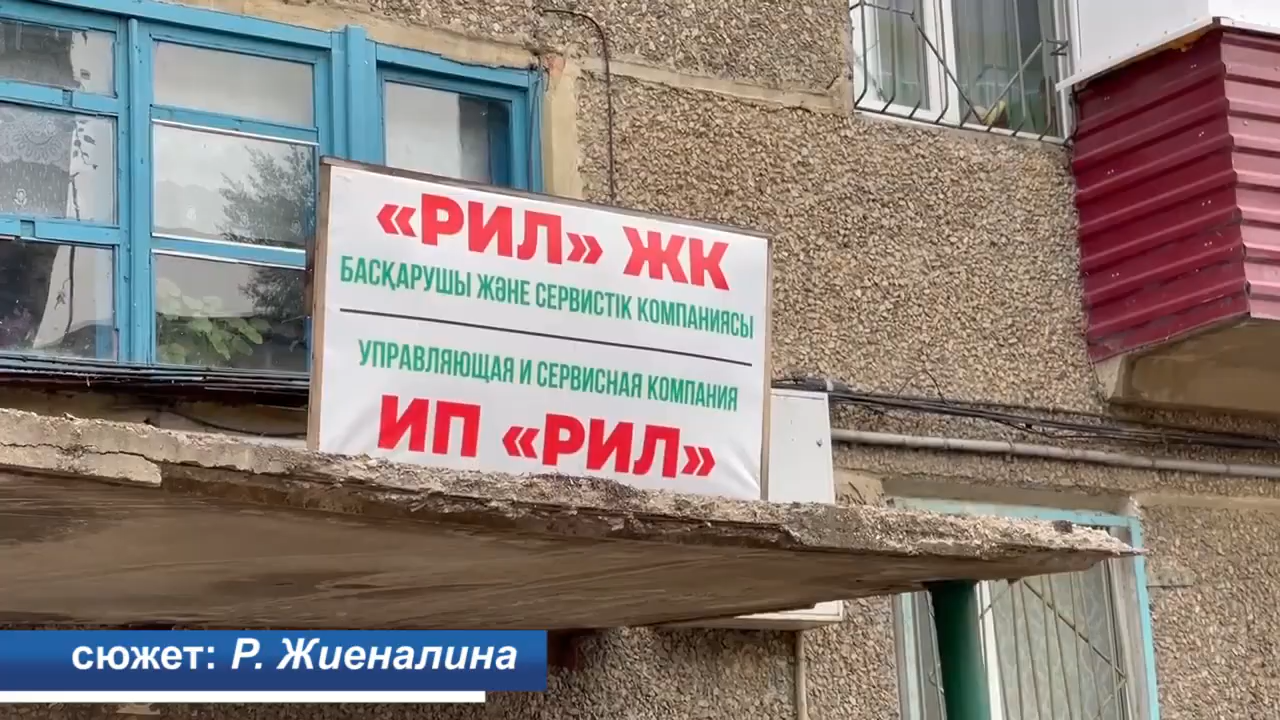 «РИЛ» ЖК
БАСҚАРУШЫ ЖӘНЕ СЕРВИСТІК КОМПАНИЯСЫ
УПРАВЛЯЮЩАЯ И СЕРВИСНАЯ КОМПАНИЯ
ИП «РИЛ»
сюжет: Р. Жиеналина